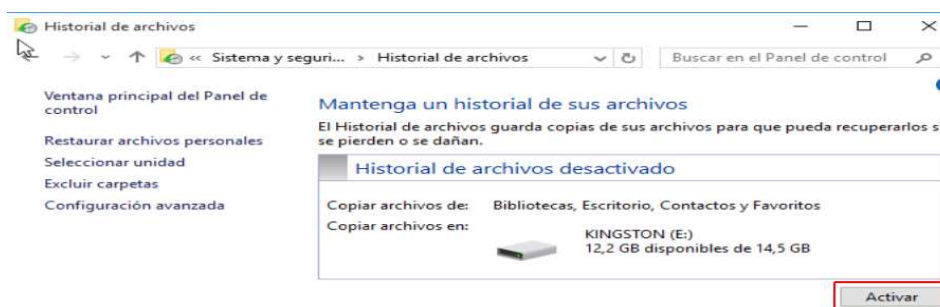 Historial de archivos
« Sistema y seguri... > Historial de archivos
Buscar en el Panel de control
Ventana principal del Panel de
control
Restaurar archivos personales
Seleccionar unidad
Excluir carpetas
Configuración avanzada
Mantenga un historial de sus archivos
El Historial de archivos guarda copias de sus archivos para que pueda recuperarlos s
se pierden o se dañan.
Historial de archivos desactivado
Copiar archivos de: Bibliotecas, Escritorio, Contactos y Favoritos
Copiar archivos en:
KINGSTON (E:)
12,2 GB disponibles de 14,5 GB
Activar